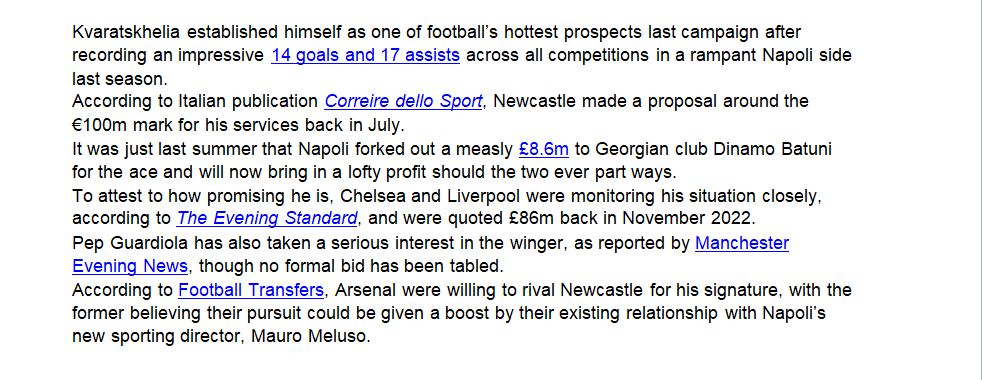 Kvaratskhelia established himself as one of football’s hottest prospects last campaign after
recording an impressive 14 goals and 17 assists across all competitions in a rampant Napoli side
last season.
According to Italian publication Correire dello Sport, Newcastle made a proposal around the
€100m mark for his services back in July.
It was just last summer that Napoli forked out a measly £8.6m to Georgian club Dinamo Batuni
for the ace and will now bring in a lofty profit should the two ever part ways.
To attest to how promising he is, Chelsea and Liverpool were monitoring his situation closely,
according to The Evening Standard, and were quoted £86m back in November 2022.
Pep Guardiola has also taken a serious interest in the winger, as reported by Manchester
Evening News, though no formal bid has been tabled.
According to Football Transfers, Arsenal were willing to rival Newcastle for his signature, with the
former believing their pursuit could be given a boost by their existing relationship with Napoli’s
new sporting director, Mauro Meluso.